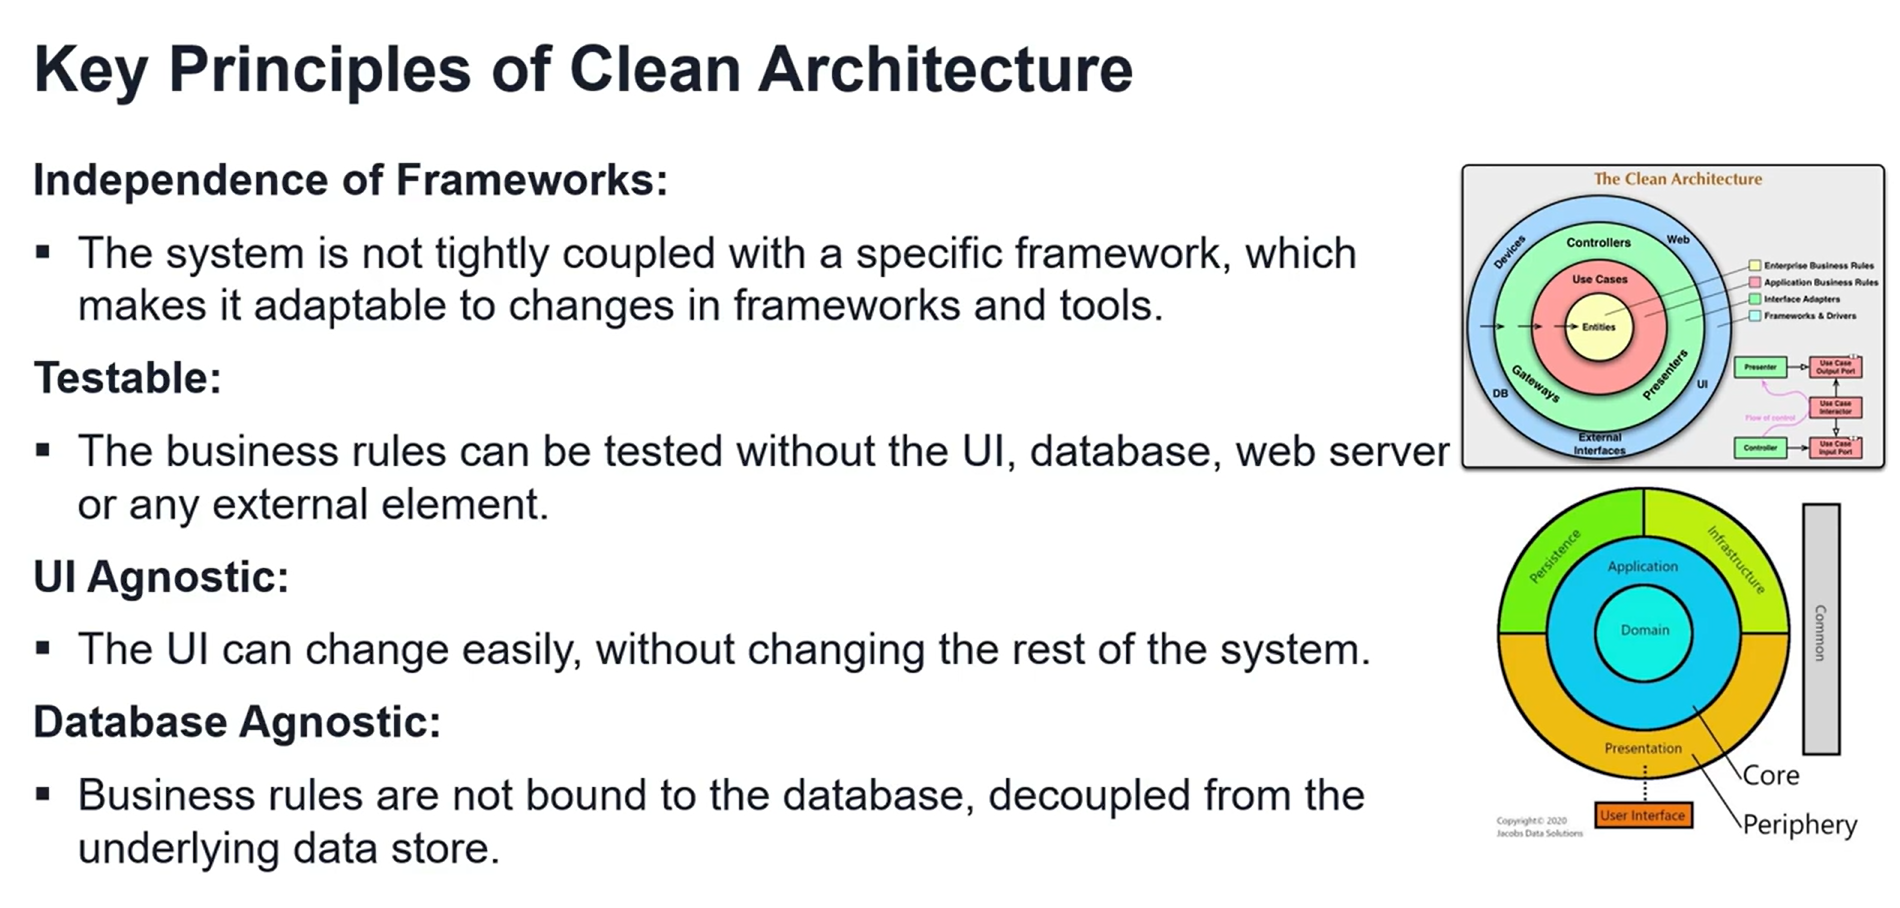 Key Principles of Clean Architecture
Independence of Frameworks:
▪ The system is not tightly coupled with a specific framework, which
makes it adaptable to changes in frameworks and tools.
Testable:
▪ The business rules can be tested without the UI, database, web server
or any external element.
UI Agnostic:
▪ The UI can change easily, without changing the rest of the system.
Database Agnostic:
▪ Business rules are not bound to the database, decoupled from the
underlying data store.
The Clean Architecture
Devices
Web
Controllers
Use Cases
Entities
Gateways
Presenters
DB
UI
External
Interfaces
Enterprise Business Rules
Application Business Rules
Interface Adapters
Frameworks & Drivers
Presenter
Use Case
Output Port
Flow of control
Use Case
Interactor
Controller
Use Case
Input Port
Persistence
Infrastructure
Application
Domain
Common
Presentation
Core
User Interface
Periphery
Copyright© 2020
Jacobs Data Solutions